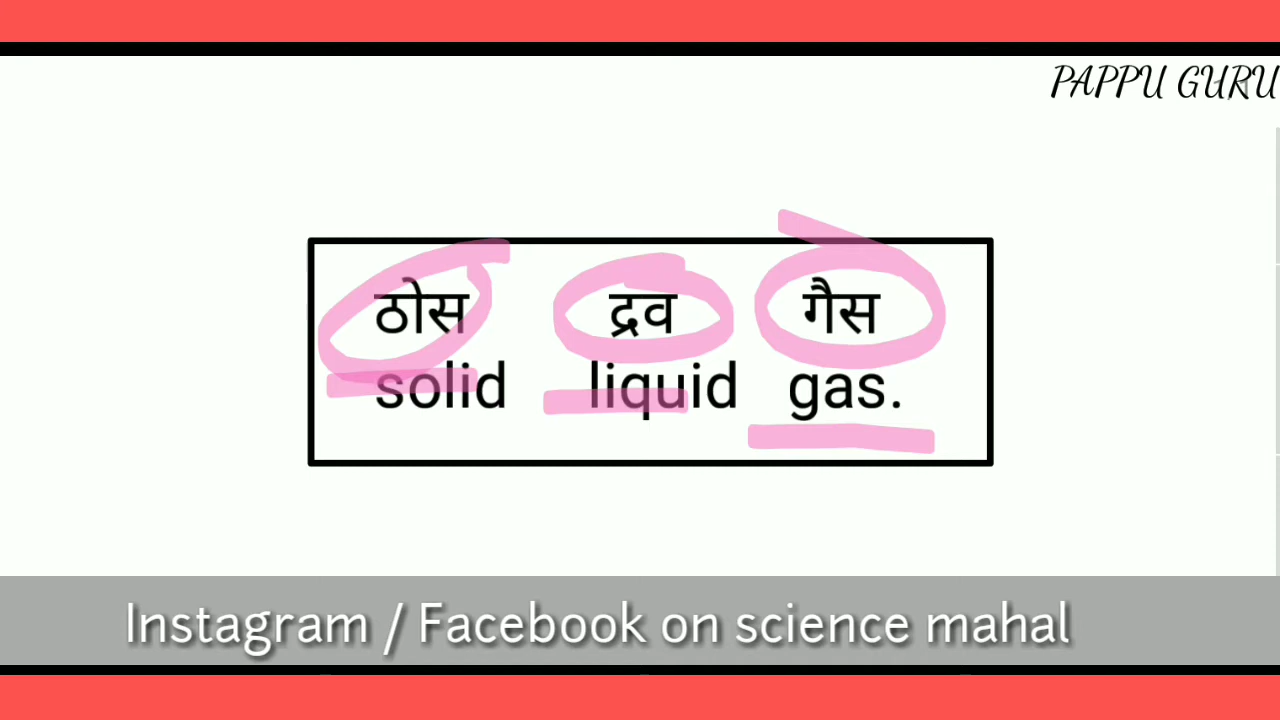 PAPPU GURU
ठोस द्रव गैस
solid liquid gas.
Instagram / Facebook on science mahal